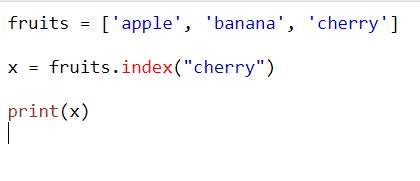 fruits = ['apple', 'banana', 'cherry']
x = fruits.index("cherry")
print(x)